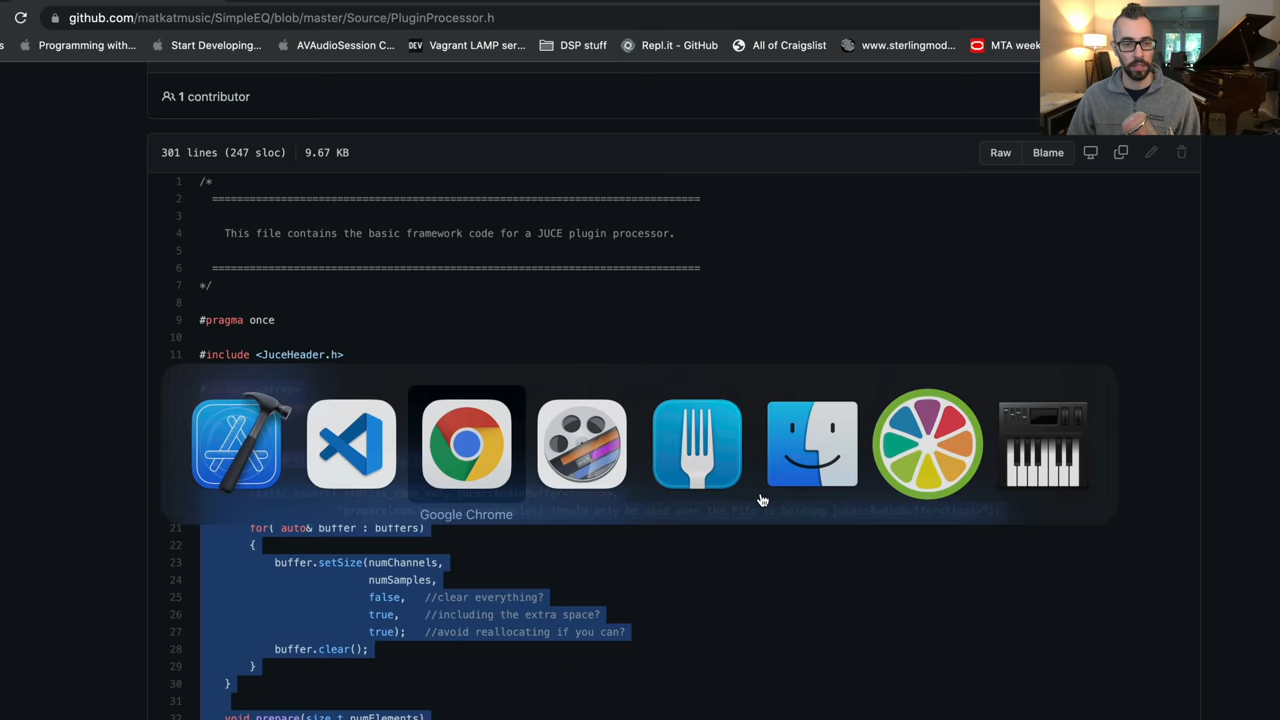 github.com/matkatmusic/SimpleEQ/blob/master/Source/PluginProcessor.h
s Programming with... Start Developing... AVAudioSession C... DEV Vagrant LAMP ser... DSP stuff Repl.it - GitHub All of Craigslist www.sterlingmod... MTA week
1 contributor
301 lines (247 sloc) 9.67 KB Raw Blame
1 /*
2 ==============================================================================
3
4 This file contains the basic framework code for a JUCE plugin processor.
5
6 ==============================================================================
7 */
8
9 #pragma once
10
11 #include <JuceHeader.h>
Google Chrome
21 for( auto& buffer : buffers)
22 {
23 buffer.setSize(numChannels,
24 numSamples,
25 false, //clear everything?
26 true, //including the extra space?
27 true); //avoid reallocating if you can?
28 buffer.clear();
29 }
30 }
31
32 void prepare(size_t numElements)